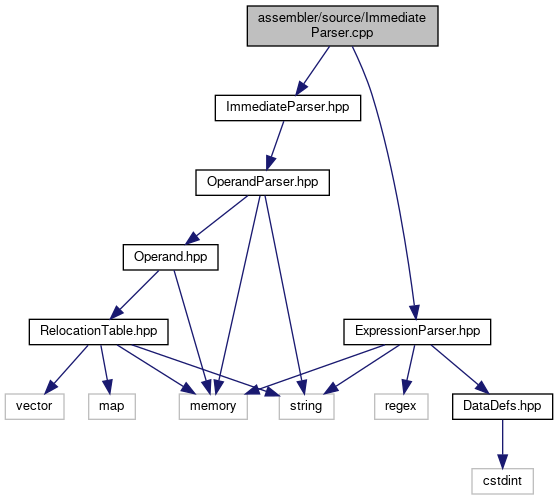 assembler/source/Immediate
Parser.cpp
ImmediateParser.hpp
OperandParser.hpp
Operand.hpp
RelocationTable.hpp
ExpressionParser.hpp
vector
map
memory
string
regex
DataDefs.hpp
cstdint